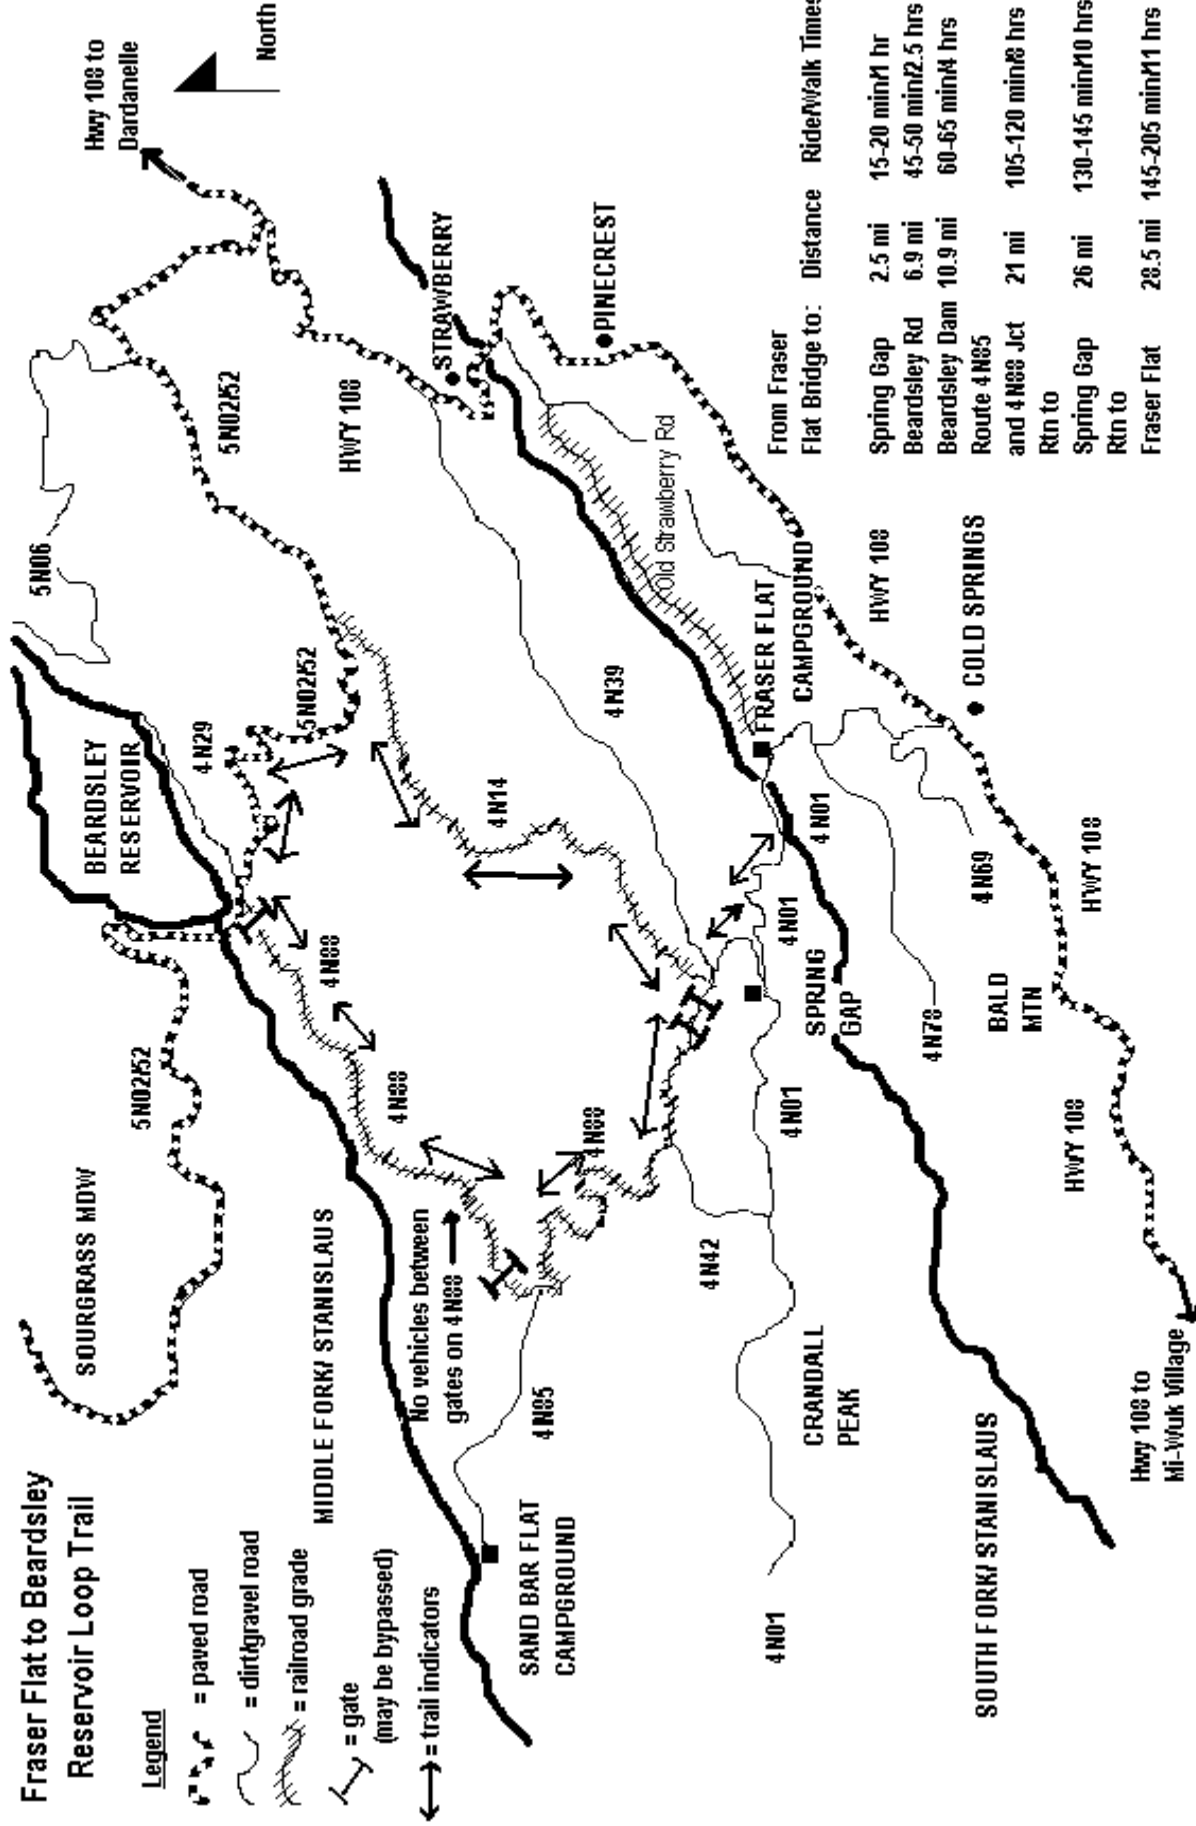 Fraser Flat to Beardsley
Reservoir Loop Trail
Legend
= paved road
= dirt/gravel road
= railroad grade
= gate
(may be bypassed)
= trail indicators
SOURGRASS MDW
5N02/52
BEARDSLEY
RESERVOIR
5N06
Hwy 108 to
Dardanelle
North
4N29
5N02/52
5N02/52
HWY 108
STRAWBERRY
PINECREST
MIDDLE FORK/ STANISLAUS
No vehicles between
gates on 4N88
4N88
4N88
4N88
4N14
4N39
Old Strawberry Rd
SAND BAR FLAT
CAMPGROUND
4N85
4N42
CRANDALL
PEAK
4N01
4N01
4N01
4N01
SPRING
GAP
FRASER FLAT
CAMPGROUND
HWY 108
COLD SPRINGS
4N78
4N69
BALD
MTN
HWY 108
HWY 108
SOUTH FORK/ STANISLAUS
Hwy 108 to
Mi-Wuk Village
From Fraser
Flat Bridge to: Distance Ride/Walk Times
Spring Gap 2.5 mi 15-20 min/1 hr
Beardsley Rd 6.9 mi 45-50 min/2.5 hrs
Beardsley Dam 10.9 mi 60-65 min/4 hrs
Route 4N85
and 4N88 Jct 21 mi 105-120 min/8 hrs
Rtn to
Spring Gap 26 mi 130-145 min/10 hrs
Rtn to
Fraser Flat 28.5 mi 145-205 min/11 hrs